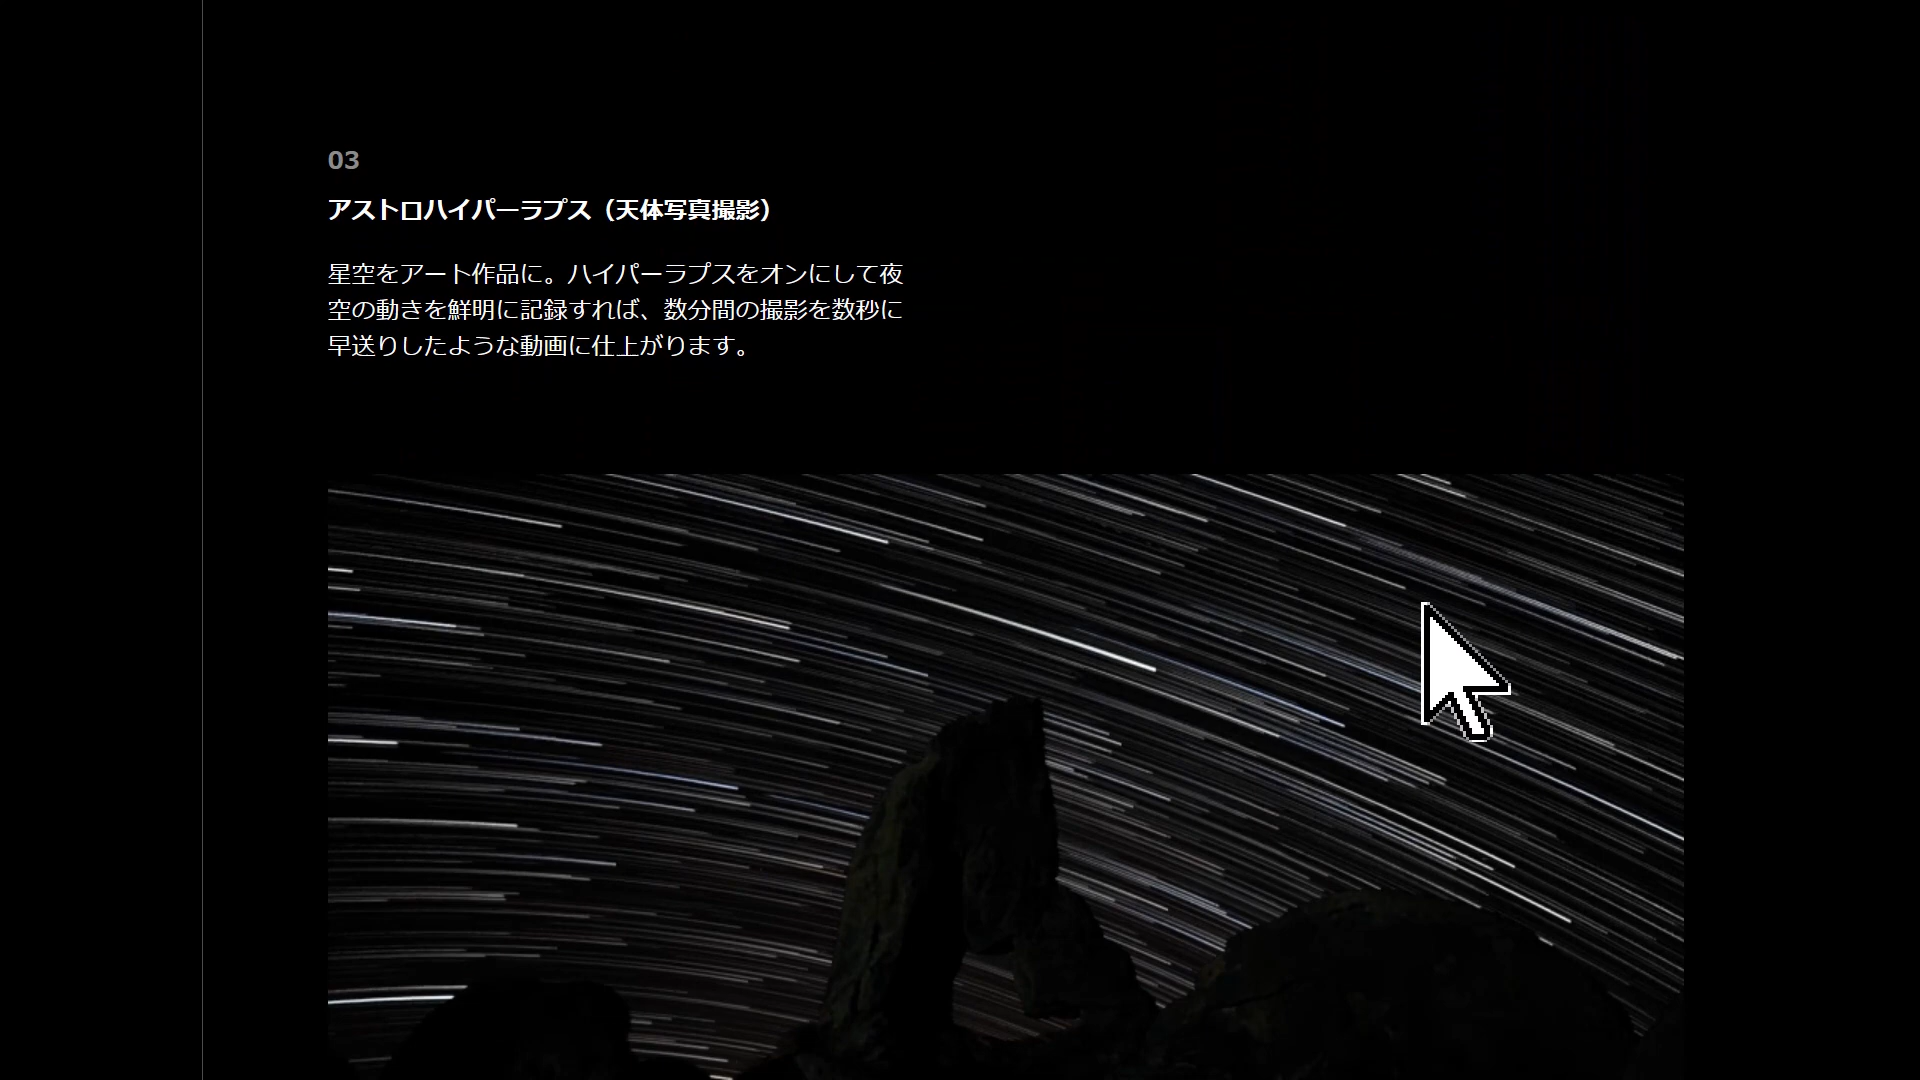 03
アストロハイパーラプス（天体写真撮影）
星空をアート作品に。ハイパーラプスをオンにして夜
空の動きを鮮明に記録すれば、数分間の撮影を数秒に
早送りしたような動画に仕上がります。